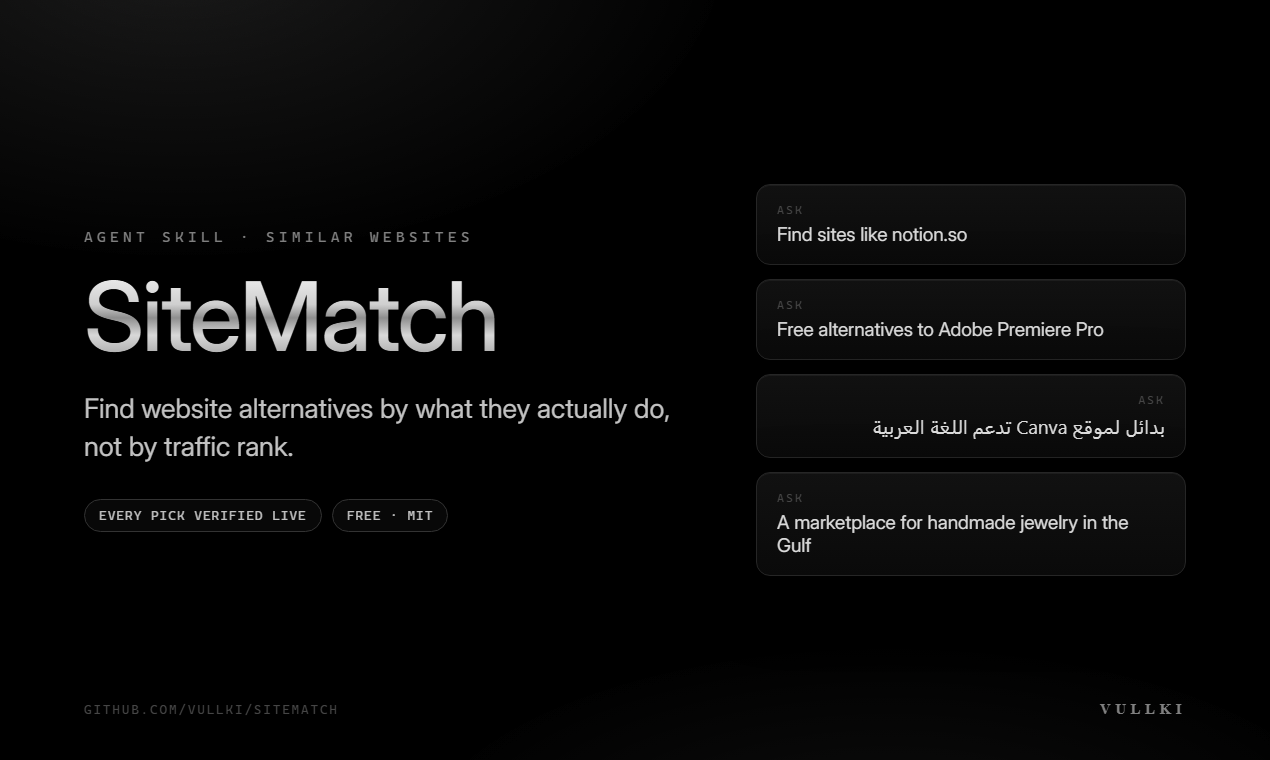 AGENT SKILL · SIMILAR WEBSITES
SiteMatch
Find website alternatives by what they actually do,
not by traffic rank.
EVERY PICK VERIFIED LIVE
FREE · MIT
ASK
Find sites like notion.so
ASK
Free alternatives to Adobe Premiere Pro
ASK
بدائل لموقع Canva تدعم اللغة العربية
ASK
A marketplace for handmade jewelry in the
Gulf
GITHUB.COM/VULLKI/SITEMATCH
VULLKI